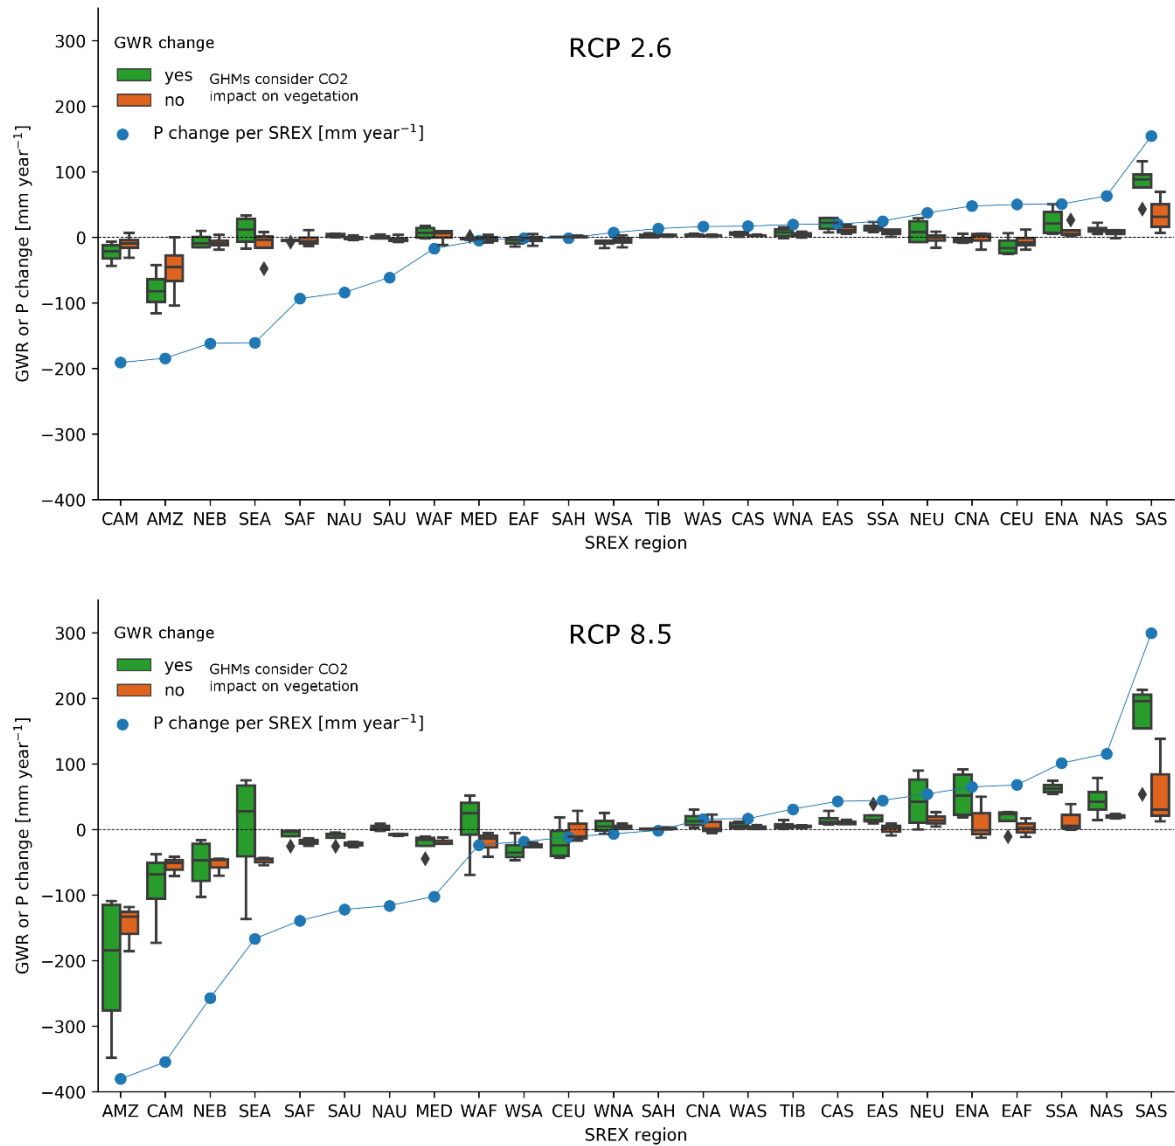 RCP 2.6
GWR change
yes
no
GHMs consider CO2
impact on vegetation
P change per SREX [mm year⁻¹]
GWR or P change [mm year⁻¹]
300
200
100
0
−100
−200
−300
−400
CAM AMZ NEB SEA SAF NAU SAU WAF MED EAF SAH WSA TIB WAS CAS WNA EAS SSA NEU CNA CEU ENA NAS SAS
SREX region
RCP 8.5
GWR change
yes
no
GHMs consider CO2
impact on vegetation
P change per SREX [mm year⁻¹]
GWR or P change [mm year⁻¹]
300
200
100
0
−100
−200
−300
−400
AMZ CAM NEB SEA SAF SAU NAU MED WAF WSA CEU WNA SAH CNA WAS TIB CAS EAS NEU ENA EAF SSA NAS SAS
SREX region